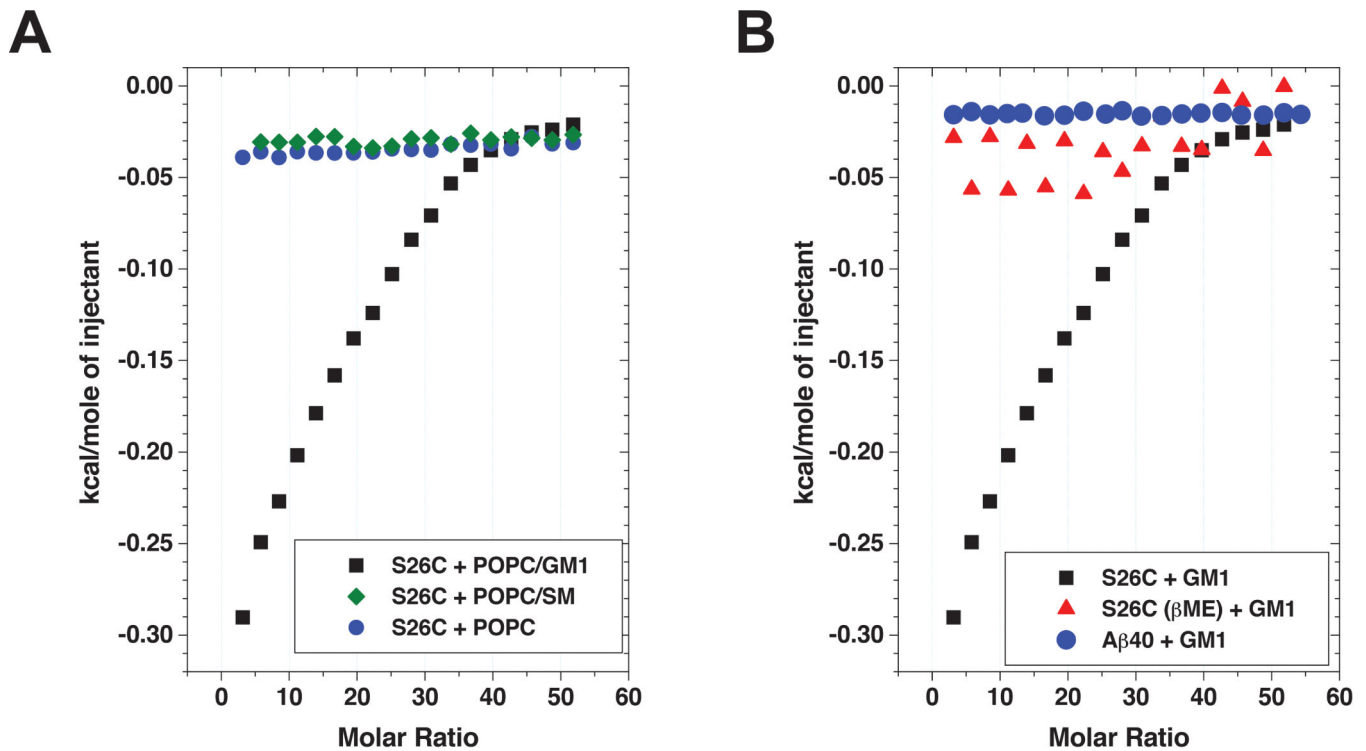 A
kcal/mole of injectant
0.00
-0.05
-0.10
-0.15
-0.20
-0.25
-0.30
S26C + POPC/GM1
S26C + POPC/SM
S26C + POPC
0 10 20 30 40 50 60
Molar Ratio
B
kcal/mole of injectant
0.00
-0.05
-0.10
-0.15
-0.20
-0.25
-0.30
S26C + GM1
S26C (βME) + GM1
Aβ40 + GM1
0 10 20 30 40 50 60
Molar Ratio